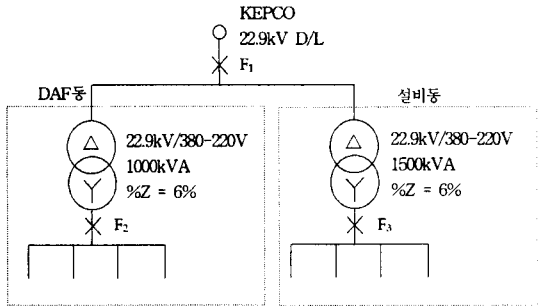 KEPCO
22.9kV D/L
F1
DAF동
설비동
22.9kV/380-220V
1000kVA
%Z = 6%
F2
22.9kV/380-220V
1500kVA
%Z = 6%
F3